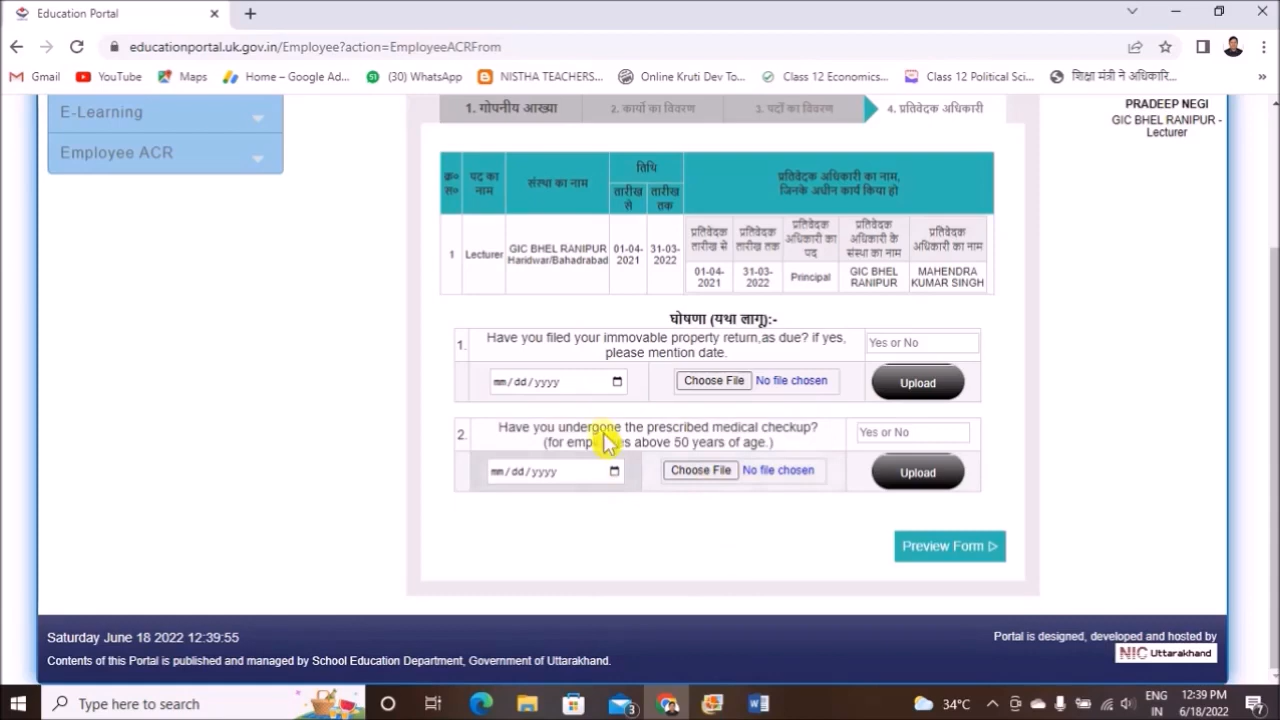 Education Portal
educationportal.uk.gov.in/Employee?action=EmployeeACRFrom
Gmail YouTube Maps Home – Google Ad... (30) WhatsApp NISTHA TEACHERS'... Online Kruti Dev To... Class 12 Economics... Class 12 Political Sci... शिक्षा मंत्री ने अधिकारि... »
E-Learning
Employee ACR
1. गोपनीय आख्या 2. कार्यो का विवरण 3. पदों का विवरण 4. प्रतिवेदक अधिकारी
PRADEEP NEGI
GIC BHEL RANIPUR -
Lecturer
क्र०
स०
पद का
नाम
संस्था का नाम
तिथि
तारीख
से
तारीख
तक
प्रतिवेदक अधिकारी का नाम,
जिनके अधीन कार्य किया हो
1
Lecturer
GIC BHEL RANIPUR
Haridwar/Bahadrabad
01-04-
2021
31-03-
2022
प्रतिवेदक
तारीख से
प्रतिवेदक
तारीख तक
प्रतिवेदक
अधिकारी का
पद
प्रतिवेदक
अधिकारी के
संस्था का नाम
प्रतिवेदक
अधिकारी का नाम
01-04-
2021
31-03-
2022
Principal
GIC BHEL
RANIPUR
MAHENDRA
KUMAR SINGH
घोषणा (यथा लागू):-
1.
Have you filed your immovable property return,as due? if yes,
please mention date.
Yes or No
mm/dd/yyyy Choose File No file chosen Upload
2.
Have you undergone the prescribed medical checkup?
(for employees above 50 years of age.)
Yes or No
mm/dd/yyyy Choose File No file chosen Upload
Preview Form
Saturday June 18 2022 12:39:55
Contents of this Portal is published and managed by School Education Department, Government of Uttarakhand.
Portal is designed, developed and hosted by
NIC Uttarakhand
Type here to search
3
34°C
ENG
IN
12:39 PM
6/18/2022
7